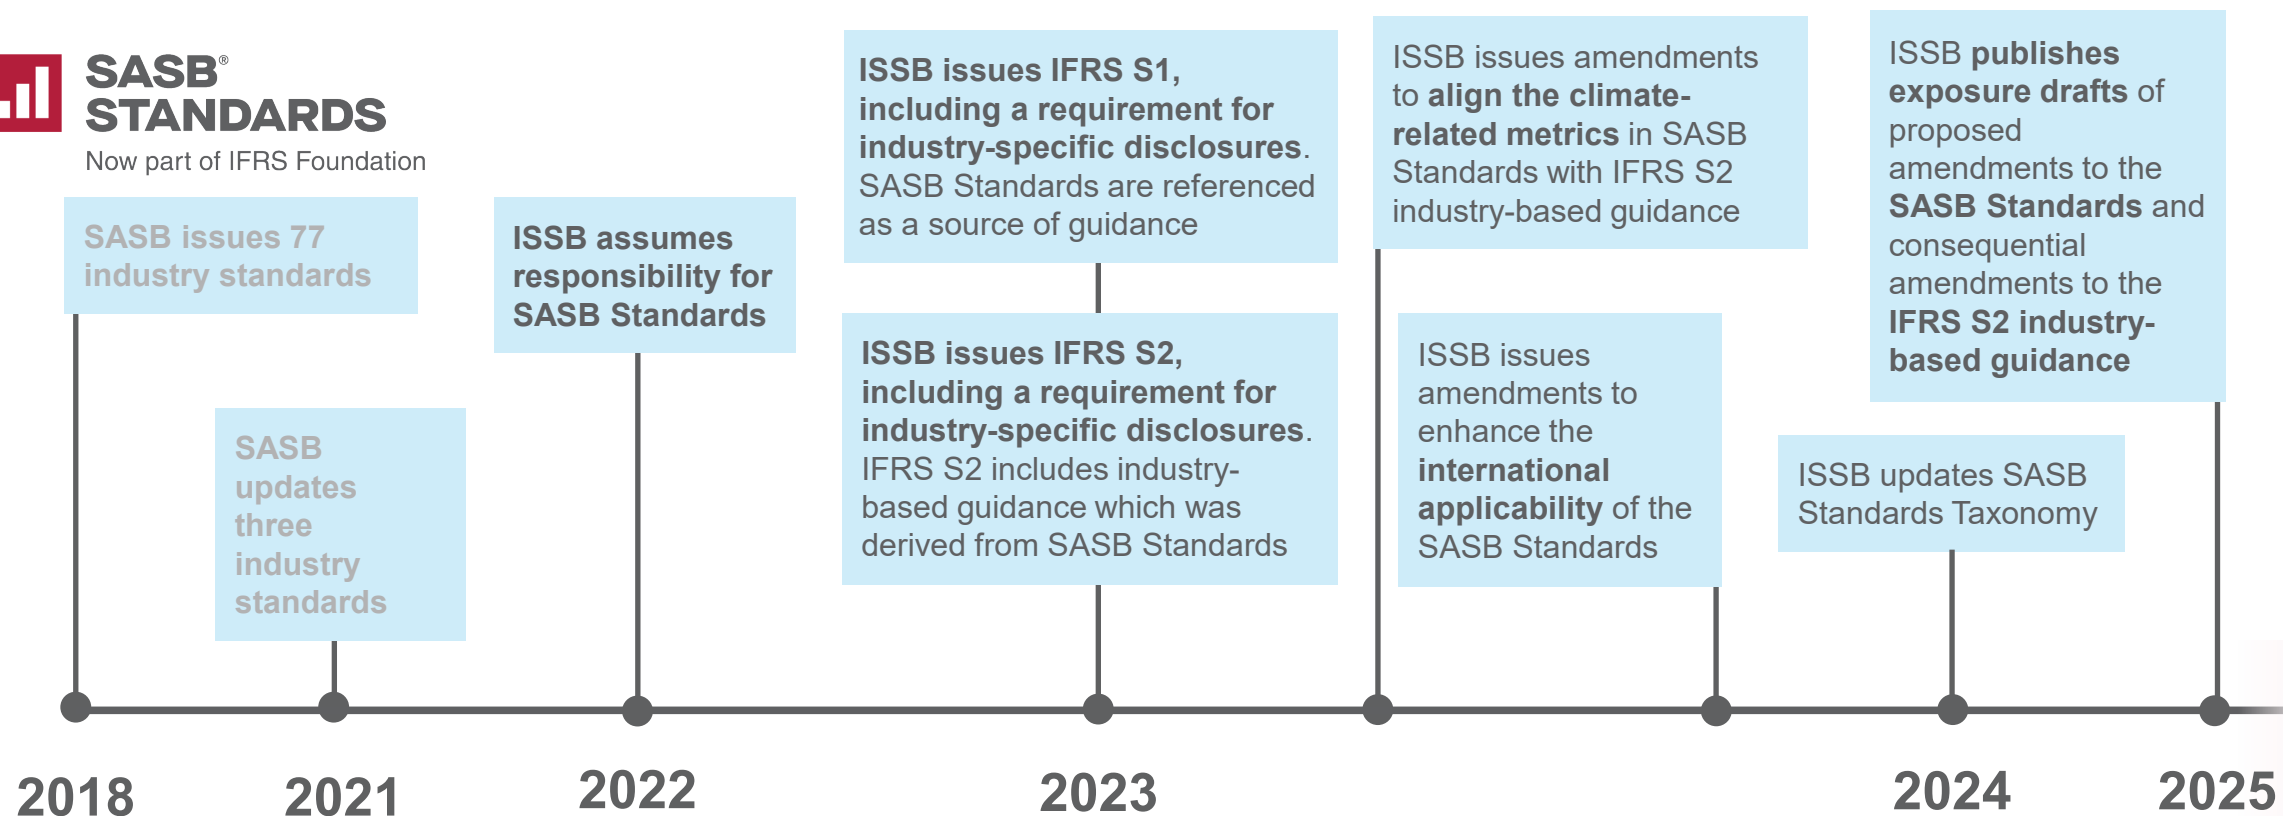 SASB®
STANDARDS
Now part of IFRS Foundation
SASB issues 77
industry standards
SASB
updates
three
industry
standards
ISSB assumes
responsibility for
SASB Standards
ISSB issues IFRS S1,
including a requirement for
industry-specific disclosures.
SASB Standards are referenced
as a source of guidance
ISSB issues IFRS S2,
including a requirement for
industry-specific disclosures.
IFRS S2 includes industry-
based guidance which was
derived from SASB Standards
ISSB issues amendments
to align the climate-
related metrics in SASB
Standards with IFRS S2
industry-based guidance
ISSB issues
amendments to
enhance the
international
applicability of the
SASB Standards
ISSB updates SASB
Standards Taxonomy
ISSB publishes
exposure drafts of
proposed
amendments to the
SASB Standards and
consequential
amendments to the
IFRS S2 industry-
based guidance
2018
2021
2022
2023
2024
2025